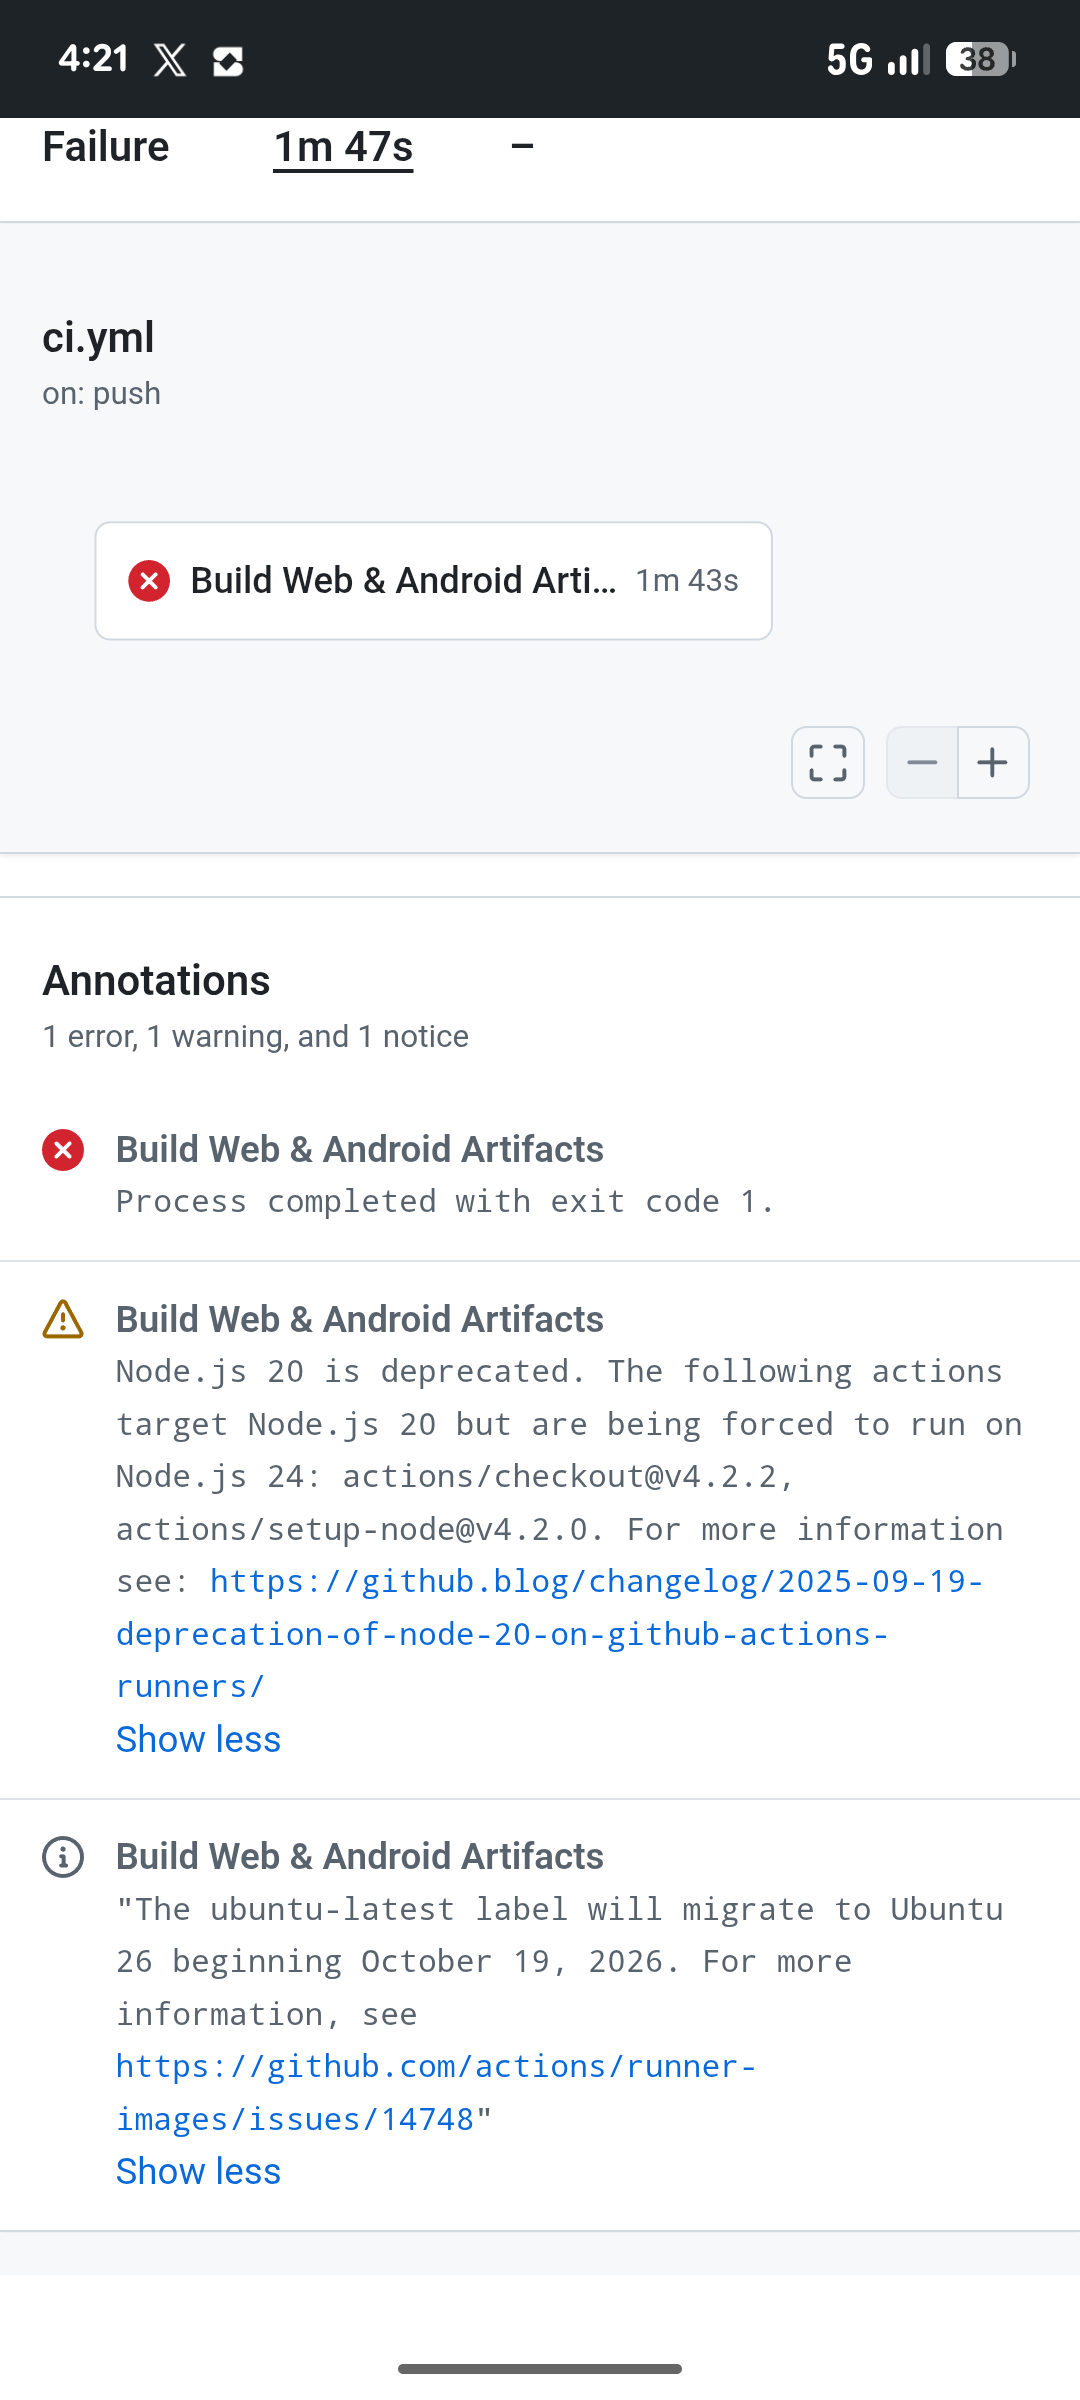 4:21
5G
38
Failure
1m 47s
–
ci.yml
on: push
Build Web & Android Arti...
1m 43s
Annotations
1 error, 1 warning, and 1 notice
Build Web & Android Artifacts
Process completed with exit code 1.
Build Web & Android Artifacts
Node.js 20 is deprecated. The following actions
target Node.js 20 but are being forced to run on
Node.js 24: actions/checkout@v4.2.2,
actions/setup-node@v4.2.0. For more information
see: https://github.blog/changelog/2025-09-19-
deprecation-of-node-20-on-github-actions-
runners/
Show less
Build Web & Android Artifacts
"The ubuntu-latest label will migrate to Ubuntu
26 beginning October 19, 2026. For more
information, see
https://github.com/actions/runner-
images/issues/14748"
Show less